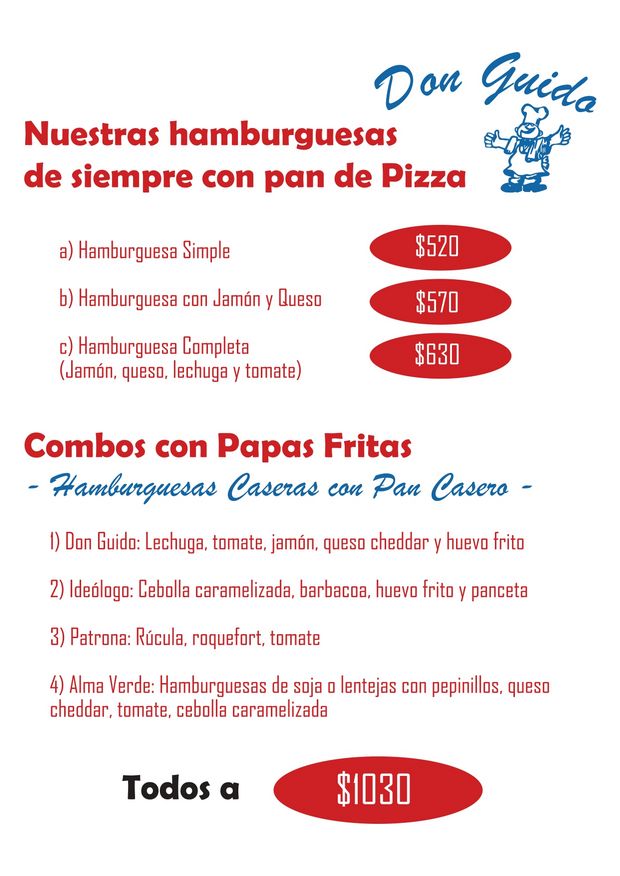 Don Guido
Nuestras hamburguesas
de siempre con pan de Pizza
a) Hamburguesa Simple
$520
b) Hamburguesa con Jamón y Queso
$570
c) Hamburguesa Completa
(Jamón, queso, lechuga y tomate)
$630
Combos con Papas Fritas
- Hamburguesas Caseras con Pan Casero -
1) Don Guido: Lechuga, tomate, jamón, queso cheddar y huevo frito
2) Ideólogo: Cebolla caramelizada, barbacoa, huevo frito y panceta
3) Patrona: Rúcula, roquefort, tomate
4) Alma Verde: Hamburguesas de soja o lentejas con pepinillos, queso
cheddar, tomate, cebolla caramelizada
Todos a
$1030